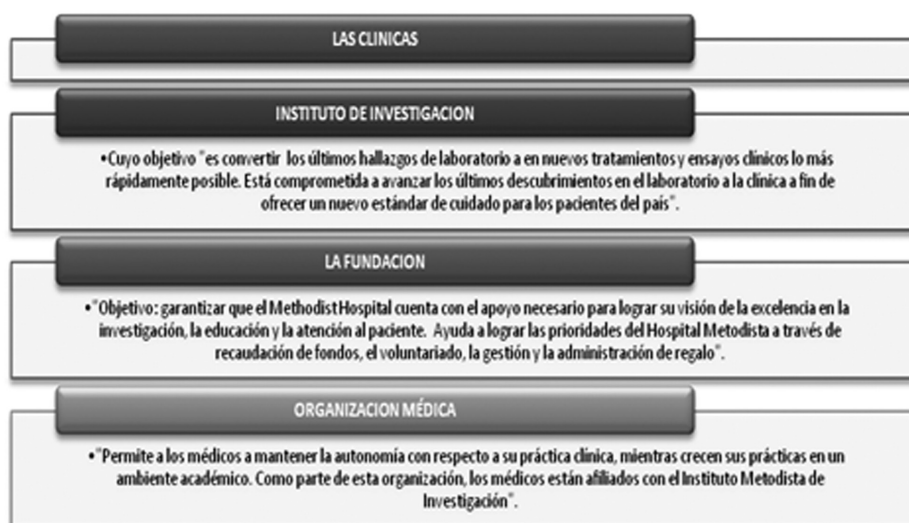 LAS CLINICAS
INSTITUTO DE INVESTIGACION
•Cuyo objetivo "es convertir los últimos hallazgos de laboratorio a en nuevos tratamientos y ensayos clínicos lo más
rápidamente posible. Está comprometida a avanzar los últimos descubrimientos en el laboratorio a la clínica a fin de
ofrecer un nuevo estándar de cuidado para los pacientes del país".
LA FUNDACION
•"Objetivo: garantizar que el Methodist Hospital cuenta con el apoyo necesario para lograr su visión de la excelencia en la
investigación, la educación y la atención al paciente. Ayuda a lograr las prioridades del Hospital Metodista a través de
recaudación de fondos, el voluntariado, la gestión y la administración de regalo".
ORGANIZACION MÉDICA
•"Permite a los médicos a mantener la autonomía con respecto a su práctica clínica, mientras crecen sus prácticas en un
ambiente académico. Como parte de esta organización, los médicos están afiliados con el Instituto Metodista de
Investigación".